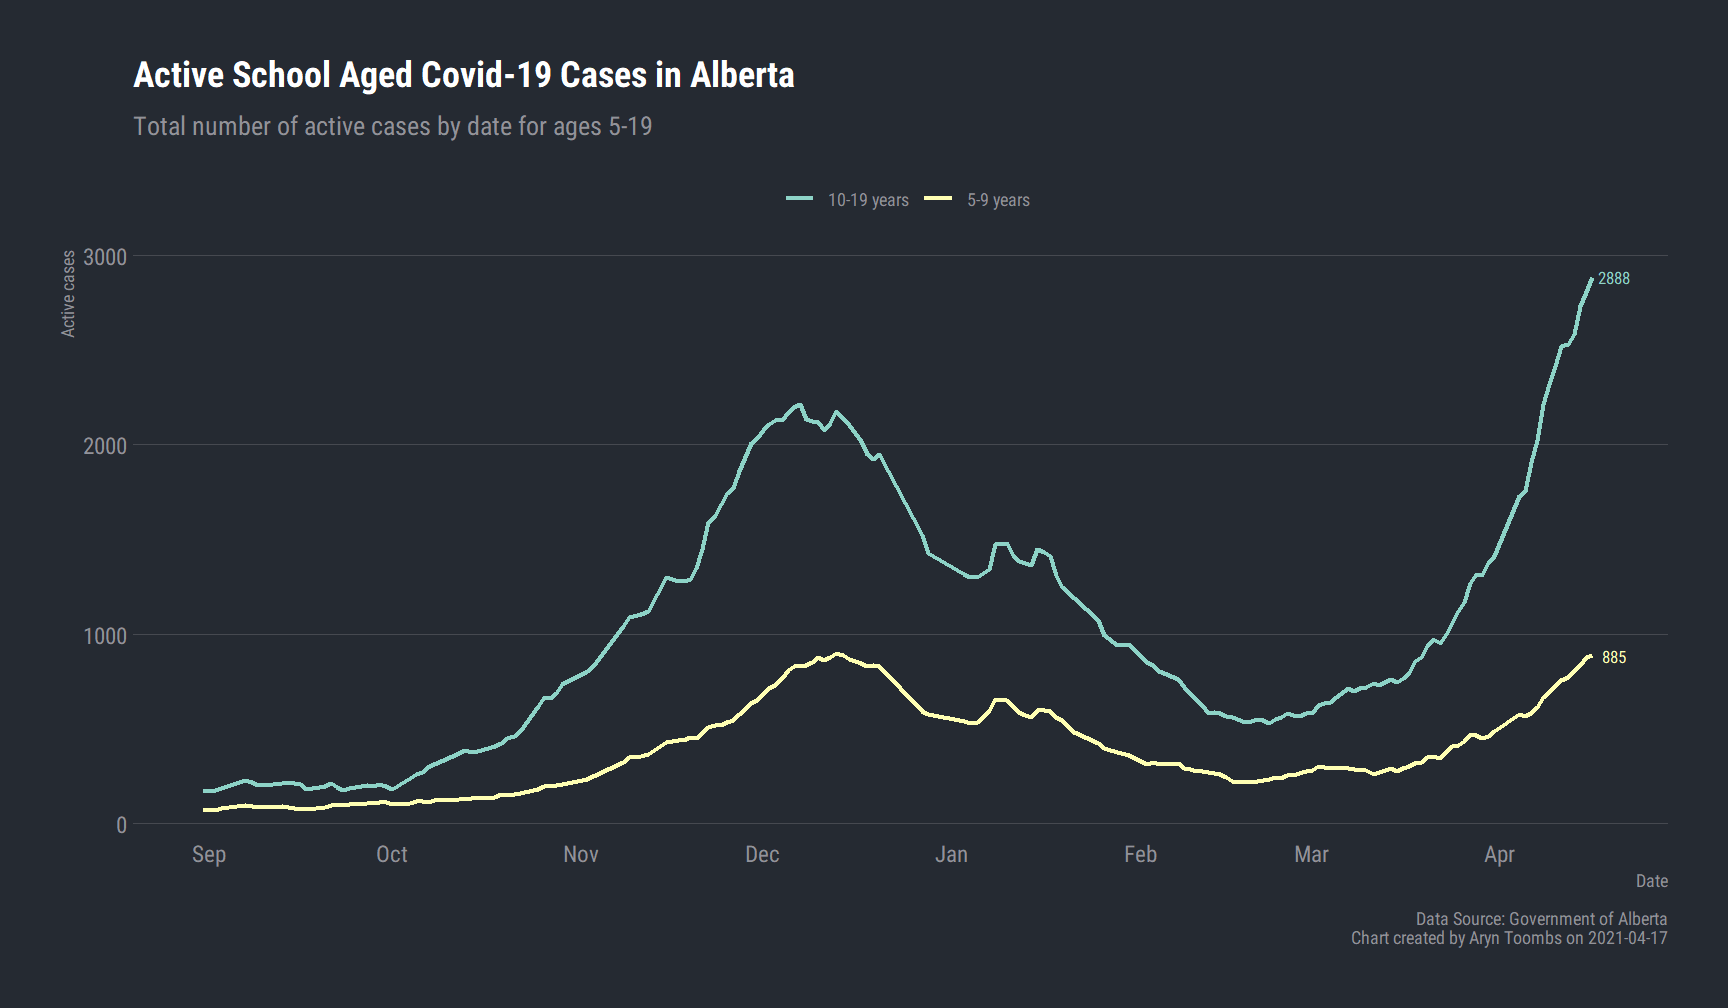 Active School Aged Covid-19 Cases in Alberta
Total number of active cases by date for ages 5-19
10-19 years
5-9 years
Active cases
3000
2000
1000
0
2888
885
Sep
Oct
Nov
Dec
Jan
Feb
Mar
Apr
Date
Data Source: Government of Alberta
Chart created by Aryn Toombs on 2021-04-17